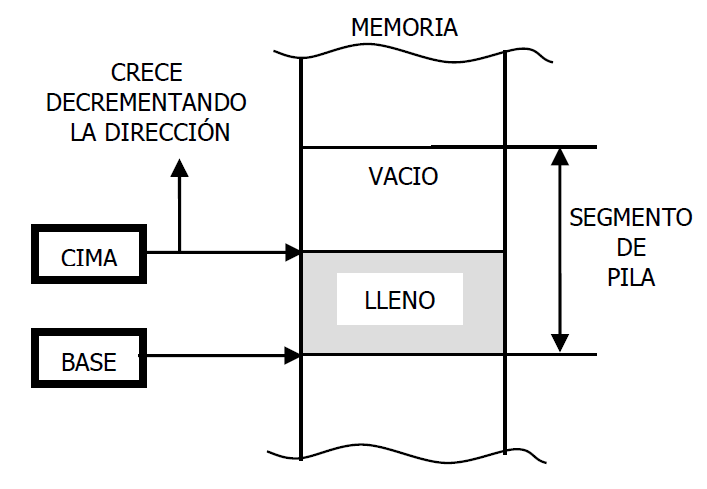 MEMORIA
CRECE
DECREMENTANDO
LA DIRECCIÓN
VACIO
CIMA
SEGMENTO
DE
PILA
LLENO
BASE